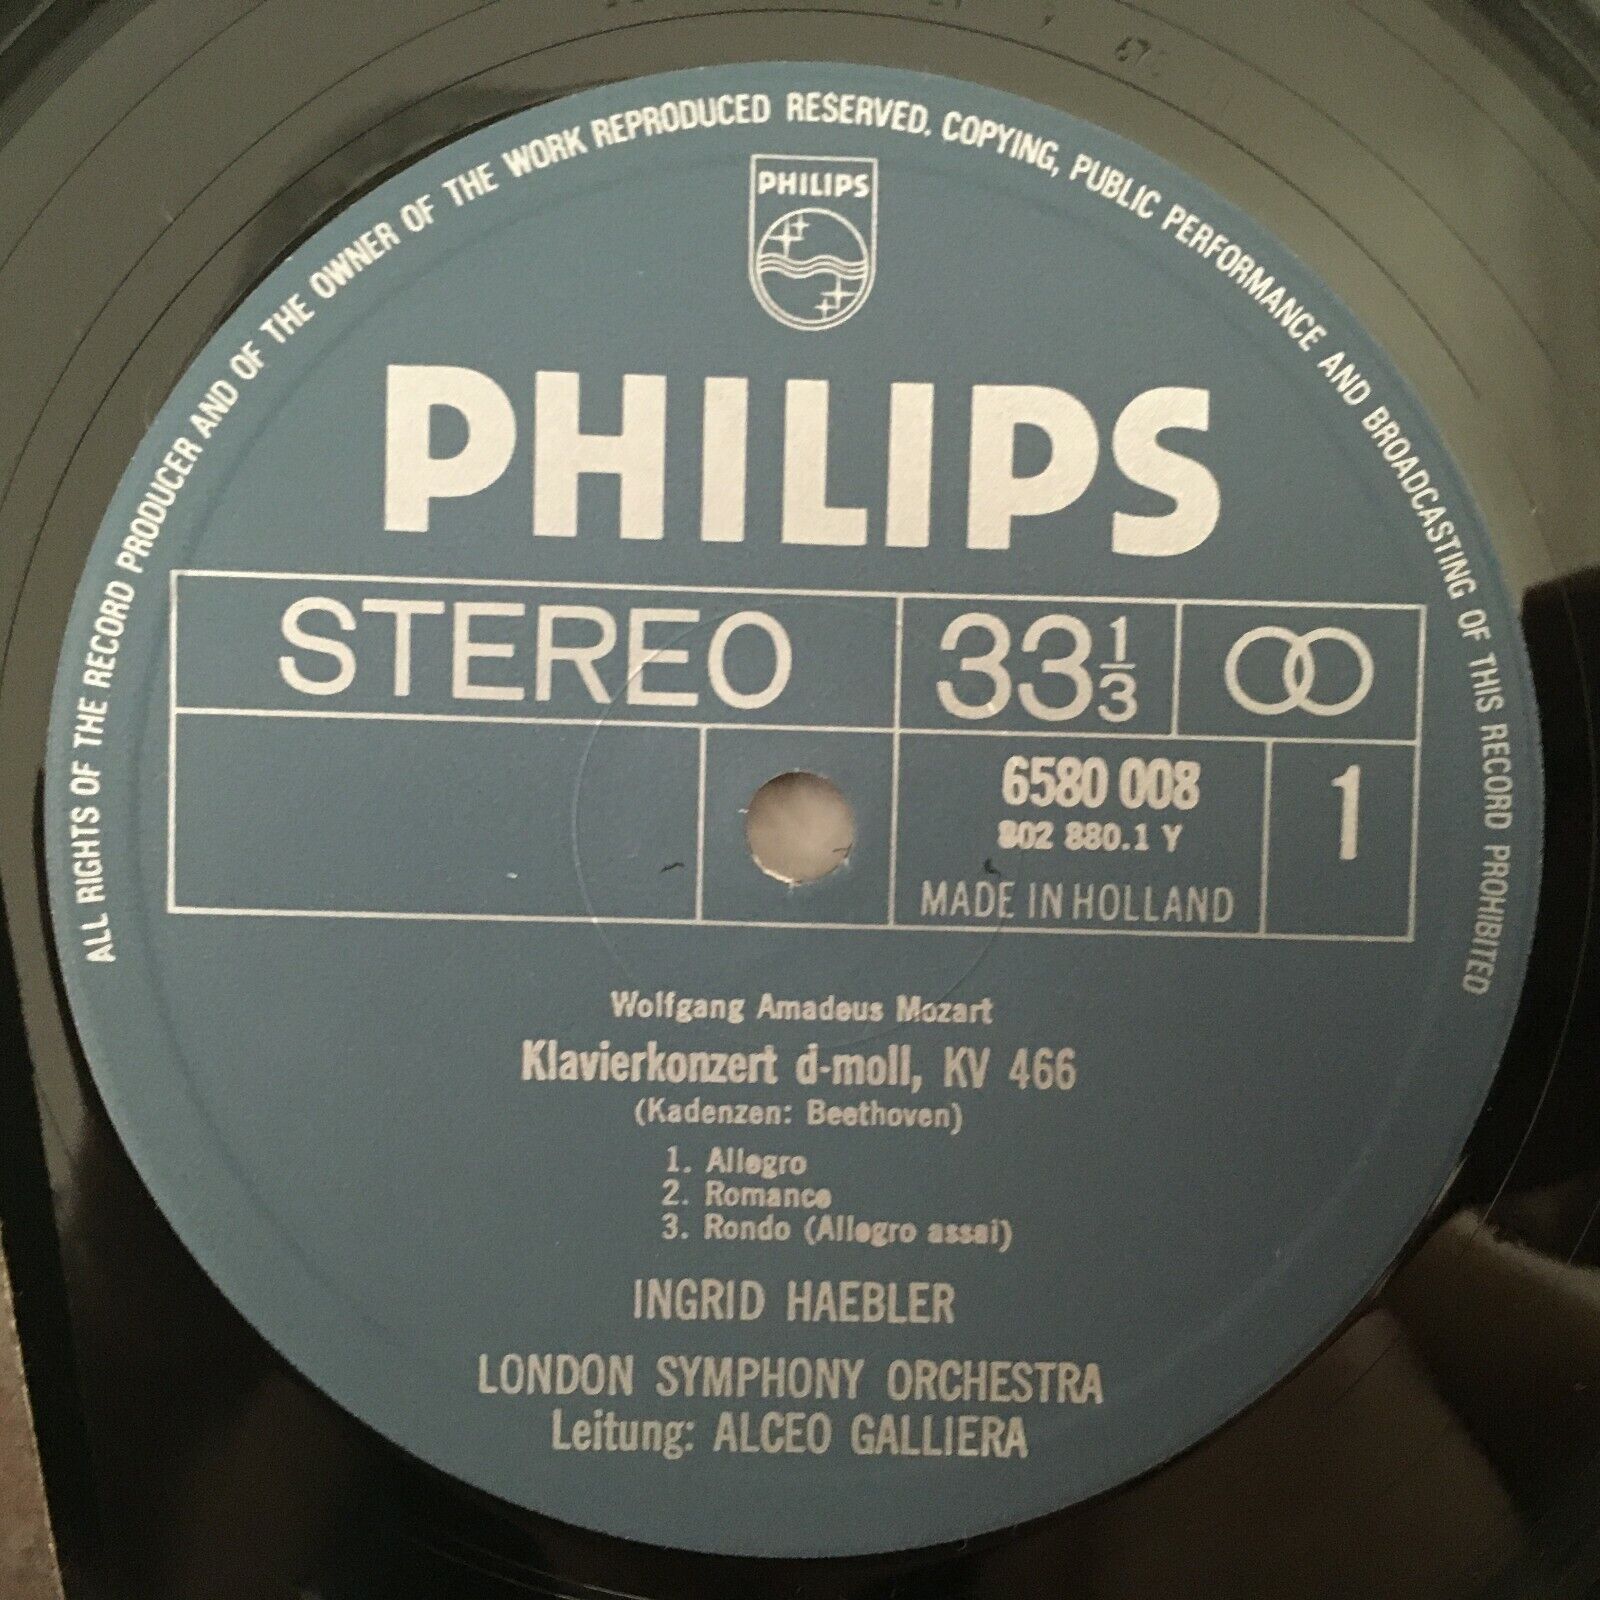 ALL RIGHTS OF THE RECORD PRODUCER AND OF THE OWNER OF THE WORK REPRODUCED RESERVED. COPYING, PUBLIC PERFORMANCE AND BROADCASTING OF THIS RECORD PROHIBITED
PHILIPS
PHILIPS
STEREO 33 1/3
6580 008 1
802 880.1 Y
MADE IN HOLLAND
Wolfgang Amadeus Mozart
Klavierkonzert d-moll, KV 466
(Kadenzen: Beethoven)
1. Allegro
2. Romance
3. Rondo (Allegro assai)
INGRID HAEBLER
LONDON SYMPHONY ORCHESTRA
Leitung: ALCEO GALLIERA